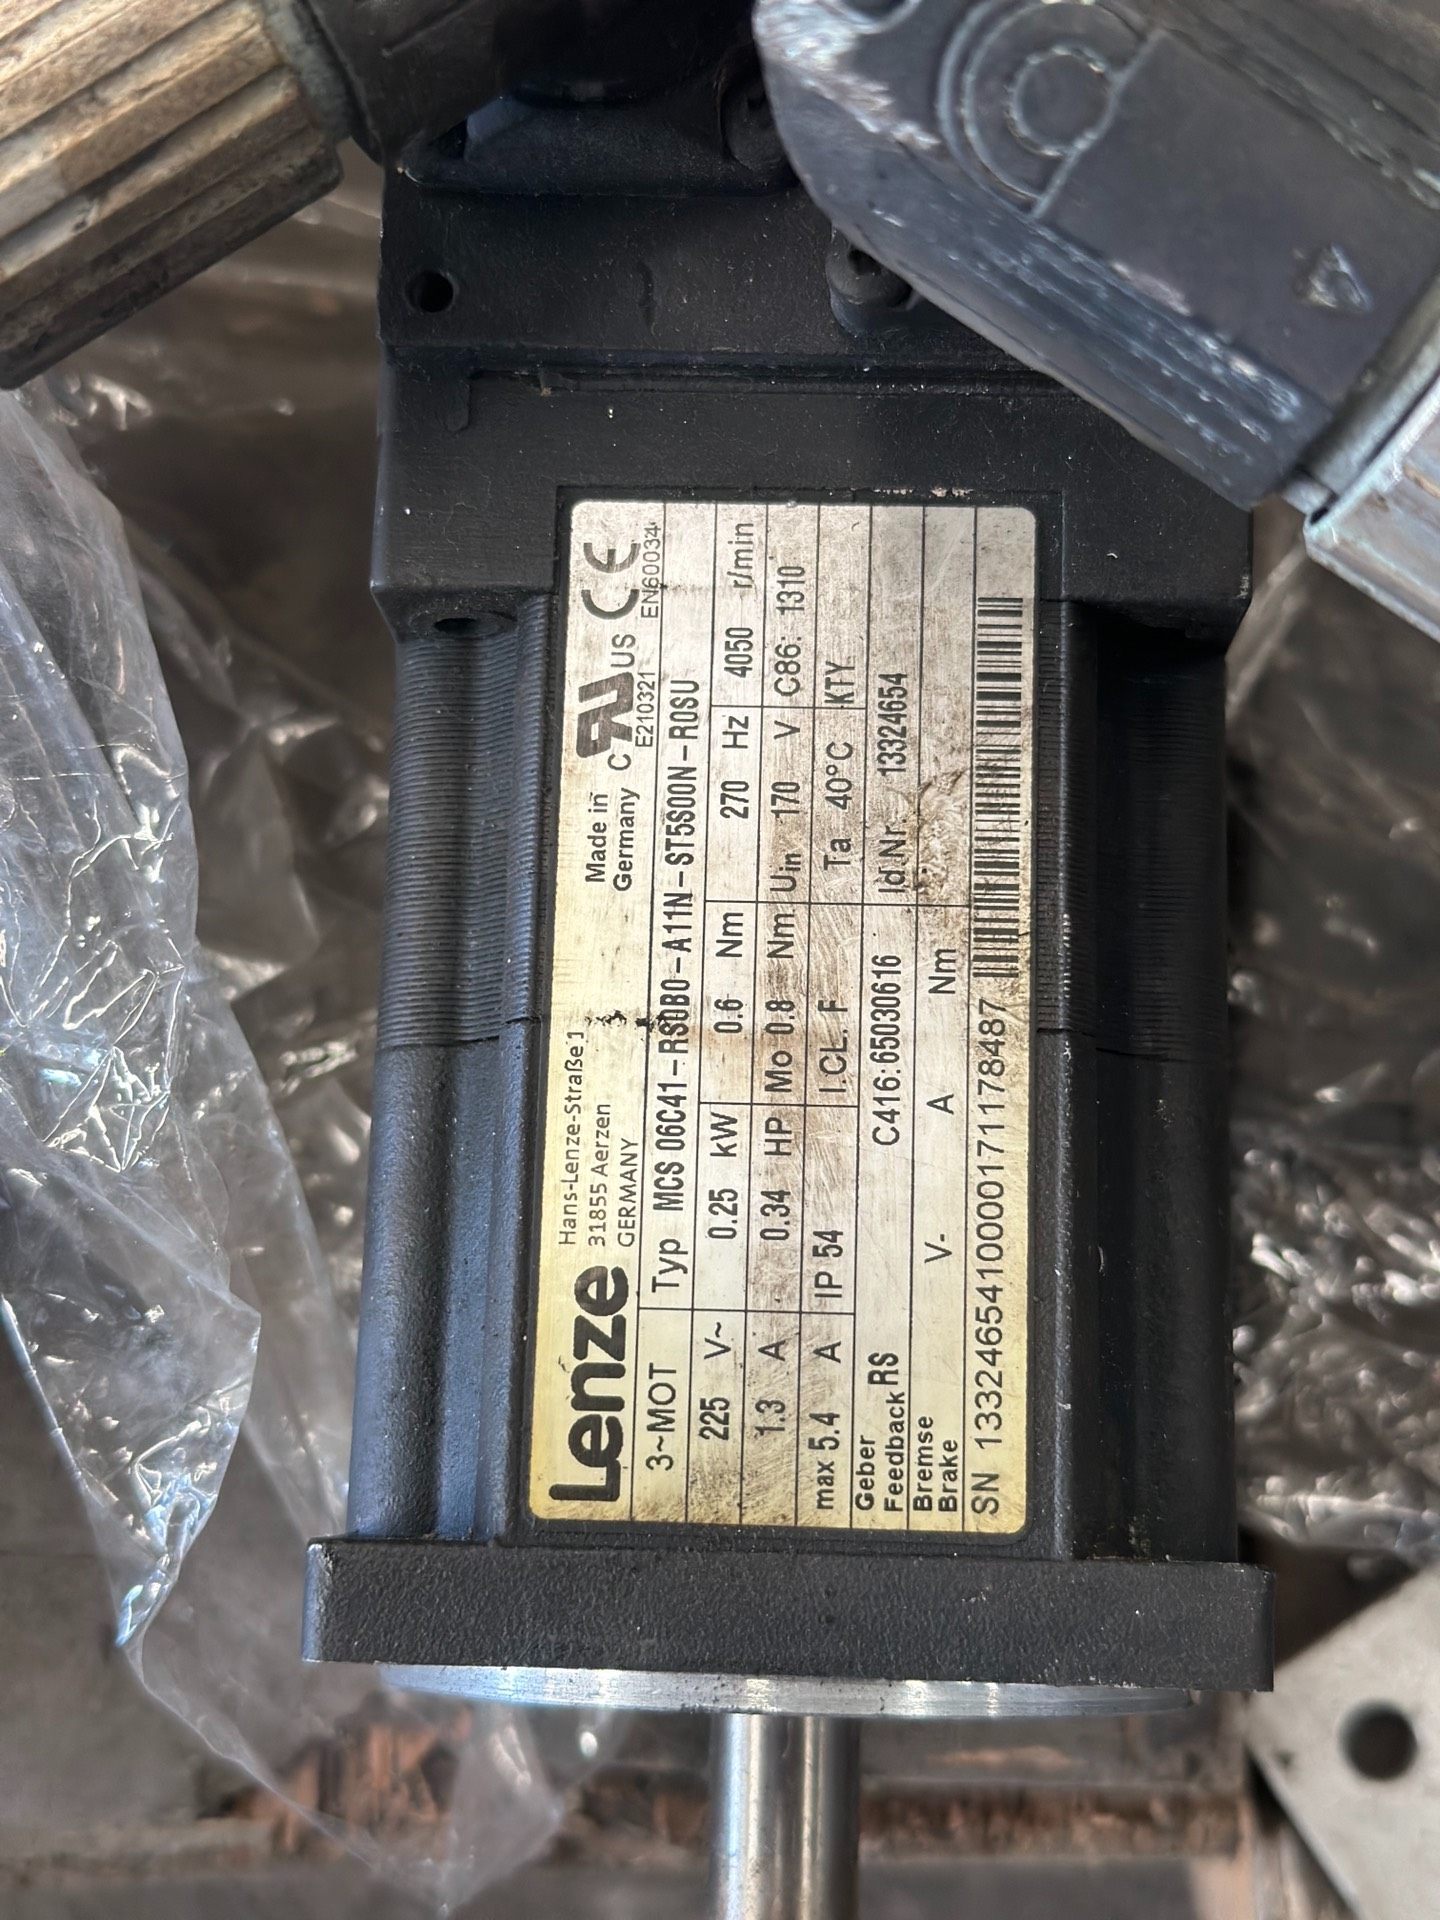 Lenze
Hans-Lenze-Straße 1
31855 Aerzen
GERMANY
Made in
Germany
c RU US
E210321
CE
EN60034
3~MOT Typ MCS 06C41-RS0B0-A11N-ST5S00N-R0SU
225 V~ 0.25 kW 0.6 Nm 270 Hz 4050 r/min
1.3 A 0.34 HP Mo 0.8 Nm Uin 170 V C86: 1310
max 5.4 A IP 54 I.CL. F Ta 40°C KTY
Geber
Feedback RS C416:65030616 Id.Nr. 13324654
Bremse
Brake V- A Nm
SN 13324654100001711178487